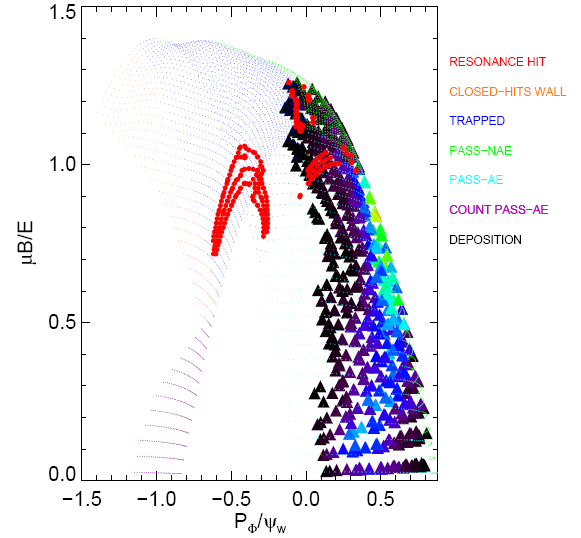 1.5
1.0
0.5
0.0
μB/E
−1.5 −1.0 −0.5 0.0 0.5
PΦ/ψw
RESONANCE HIT
CLOSED−HITS WALL
TRAPPED
PASS−NAE
PASS−AE
COUNT PASS−AE
DEPOSITION